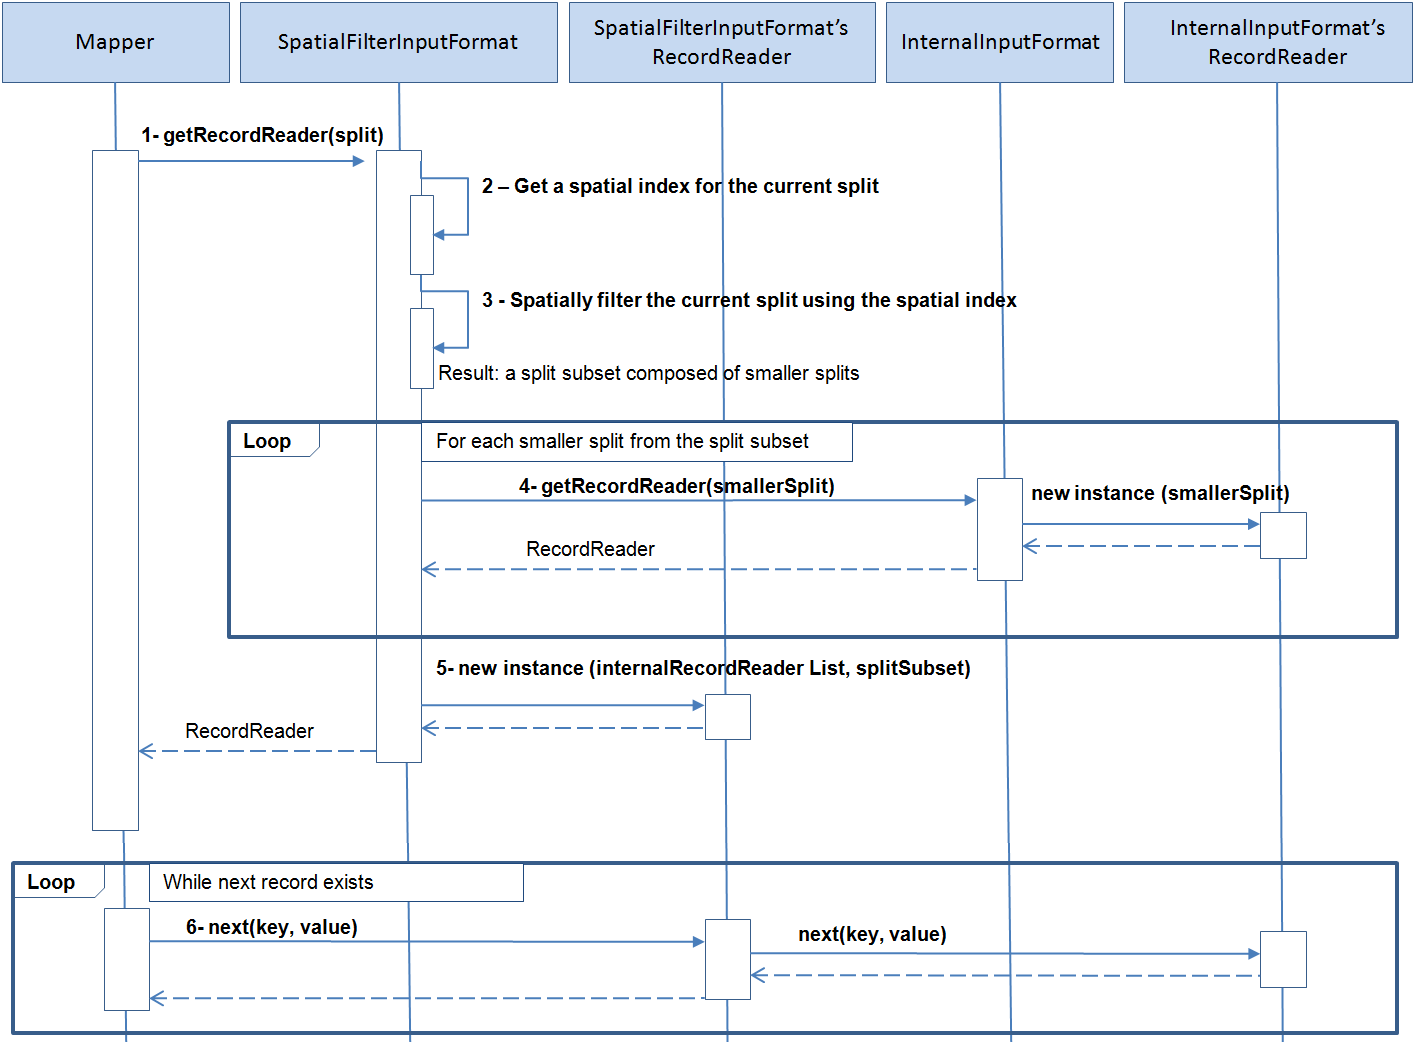 Mapper
SpatialFilterInputFormat
SpatialFilterInputFormat's
RecordReader
InternalInputFormat
InternalInputFormat's
RecordReader
1- getRecordReader(split)
2 – Get a spatial index for the current split
3 - Spatially filter the current split using the spatial index
Result: a split subset composed of smaller splits
Loop
For each smaller split from the split subset
4- getRecordReader(smallerSplit)
new instance (smallerSplit)
RecordReader
5- new instance (internalRecordReader List, splitSubset)
RecordReader
Loop
While next record exists
6- next(key, value)
next(key, value)